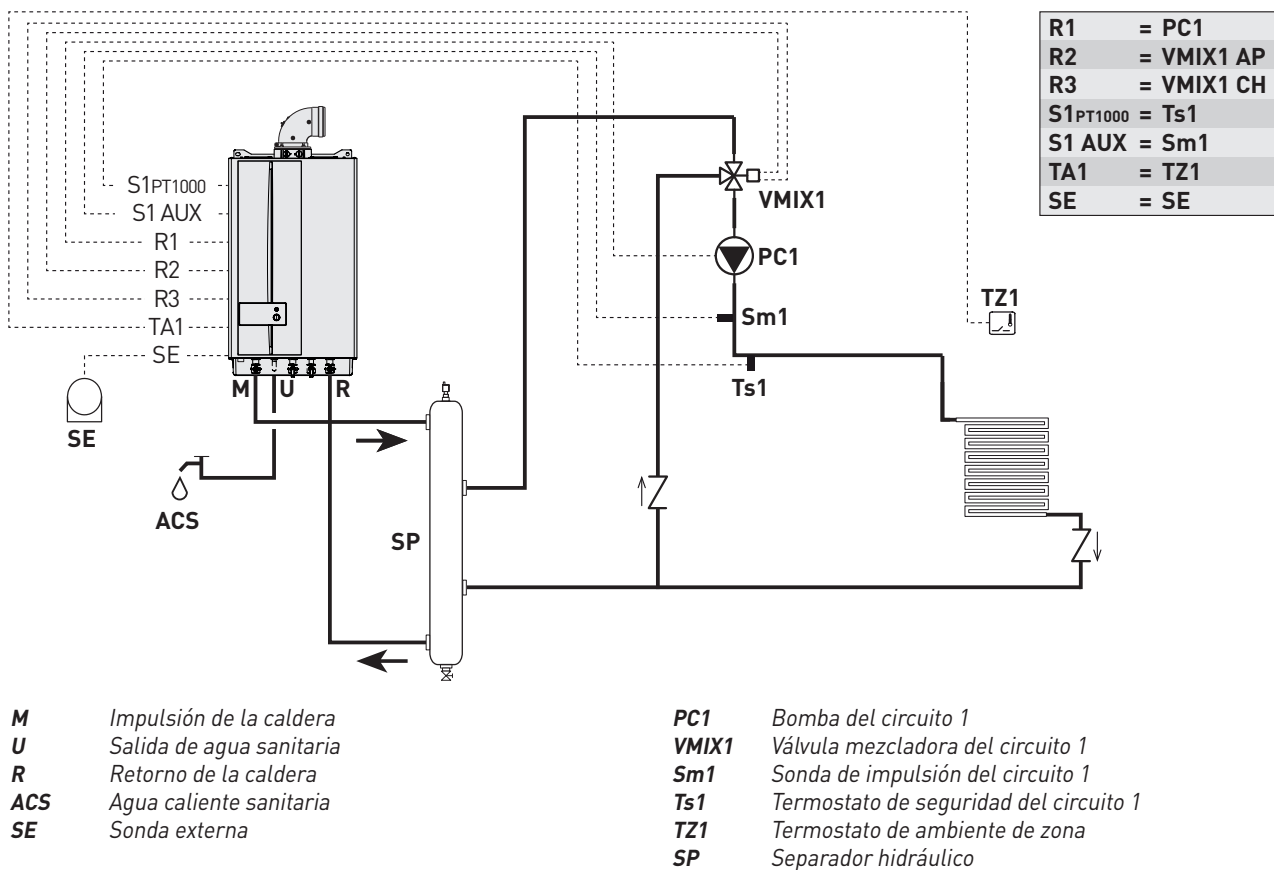 R1 = PC1
R2 = VMIX1 AP
R3 = VMIX1 CH
S1PT1000 = Ts1
S1 AUX = Sm1
TA1 = TZ1
SE = SE
S1PT1000
S1 AUX
R1
R2
R3
TA1
SE
VMIX1
PC1
Sm1
TZ1
Ts1
M U R
SE
ACS
SP
M Impulsión de la caldera
U Salida de agua sanitaria
R Retorno de la caldera
ACS Agua caliente sanitaria
SE Sonda externa
PC1 Bomba del circuito 1
VMIX1 Válvula mezcladora del circuito 1
Sm1 Sonda de impulsión del circuito 1
Ts1 Termostato de seguridad del circuito 1
TZ1 Termostato de ambiente de zona
SP Separador hidráulico